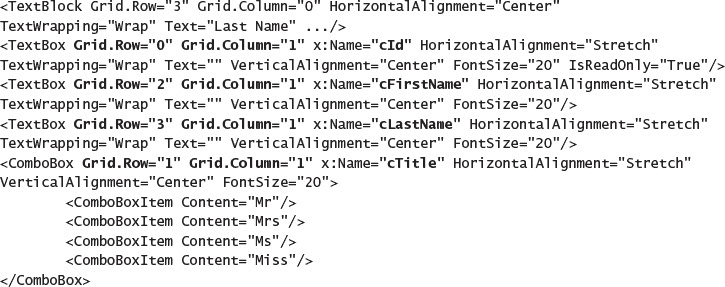 <TextBlock Grid.Row="3" Grid.Column="0" HorizontalAlignment="Center"
TextWrapping="Wrap" Text="Last Name" .../>
<TextBox Grid.Row="0" Grid.Column="1" x:Name="cId" HorizontalAlignment="Stretch"
TextWrapping="Wrap" Text="" VerticalAlignment="Center" FontSize="20" IsReadOnly="True"/>
<TextBox Grid.Row="2" Grid.Column="1" x:Name="cFirstName" HorizontalAlignment="Stretch"
TextWrapping="Wrap" Text="" VerticalAlignment="Center" FontSize="20"/>
<TextBox Grid.Row="3" Grid.Column="1" x:Name="cLastName" HorizontalAlignment="Stretch"
TextWrapping="Wrap" Text="" VerticalAlignment="Center" FontSize="20"/>
<ComboBox Grid.Row="1" Grid.Column="1" x:Name="cTitle" HorizontalAlignment="Stretch"
VerticalAlignment="Center" FontSize="20">
        <ComboBoxItem Content="Mr"/>
        <ComboBoxItem Content="Mrs"/>
        <ComboBoxItem Content="Ms"/>
        <ComboBoxItem Content="Miss"/>
</ComboBox>